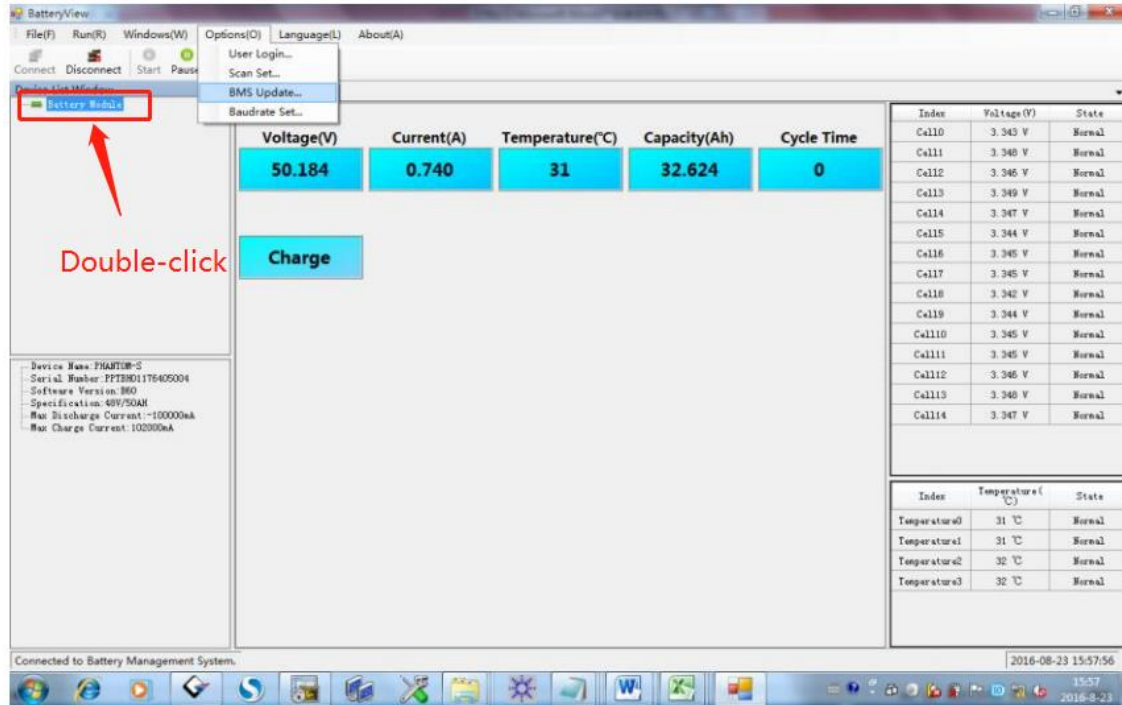 BatteryView
File(F) Run(R) Windows(W) Options(O) Language(L) About(A)
User Login...
Scan Set...
BMS Update...
Baudrate Set...
Connect Disconnect Start Pause
Device List Window
Battery Module
Double-click
Voltage(V) Current(A) Temperature(℃) Capacity(Ah) Cycle Time
50.184 0.740 31 32.624 0
Charge
Index Voltage(V) State
Cell0 3.343 V Normal
Cell1 3.348 V Normal
Cell2 3.346 V Normal
Cell3 3.349 V Normal
Cell4 3.347 V Normal
Cell5 3.344 V Normal
Cell6 3.345 V Normal
Cell7 3.345 V Normal
Cell8 3.342 V Normal
Cell9 3.344 V Normal
Cell10 3.345 V Normal
Cell11 3.345 V Normal
Cell12 3.346 V Normal
Cell13 3.348 V Normal
Cell14 3.347 V Normal
Index Temperature(℃) State
Temperature0 31 ℃ Normal
Temperature1 31 ℃ Normal
Temperature2 32 ℃ Normal
Temperature3 32 ℃ Normal
Device Name:PHANTOM-S
Serial Number:PPTBH01176405004
Software Version:B60
Specification:48V/50AH
Max Discharge Current:-100000mA
Max Charge Current:102000mA
Connected to Battery Management System.
2016-08-23 15:57:56
15:57
2016-8-23